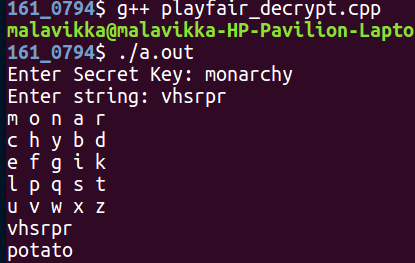 161_0794$ g++ playfair_decrypt.cpp
malavikka@malavikka-HP-Pavilion-Lapto
161_0794$ ./a.out
Enter Secret Key: monarchy
Enter string: vhsrpr
m o n a r
c h y b d
e f g i k
l p q s t
u v w x z
vhsrpr
potato